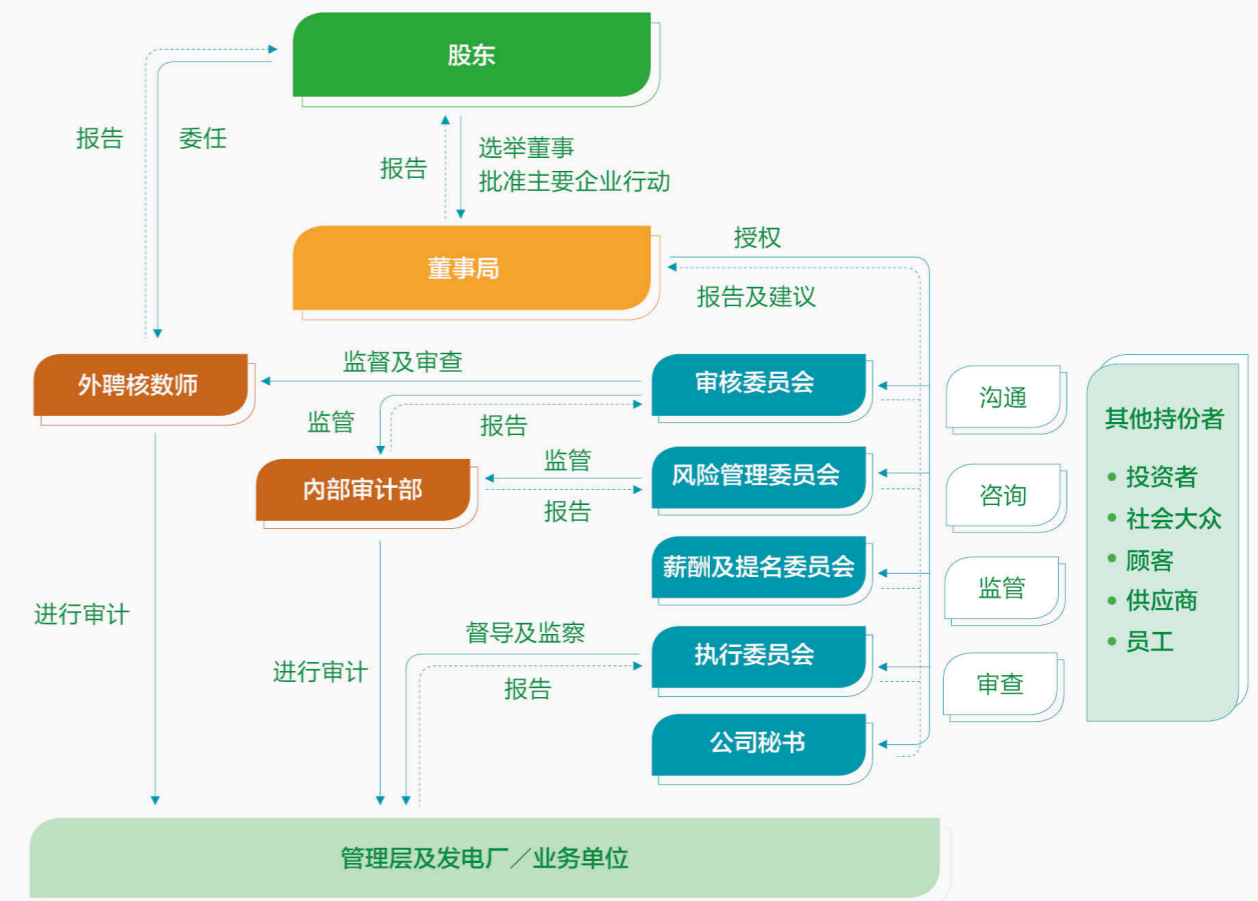 股东
报告
委任
报告
选举董事
批准主要企业行动
董事局
授权
报告及建议
外聘核数师
监督及审查
审核委员会
沟通
其他持份者
监管
报告
内部审计部
监管
报告
风险管理委员会
咨询
• 投资者
• 社会大众
• 顾客
• 供应商
• 员工
薪酬及提名委员会
监管
进行审计
进行审计
督导及监察
报告
执行委员会
审查
公司秘书
管理层及发电厂／业务单位